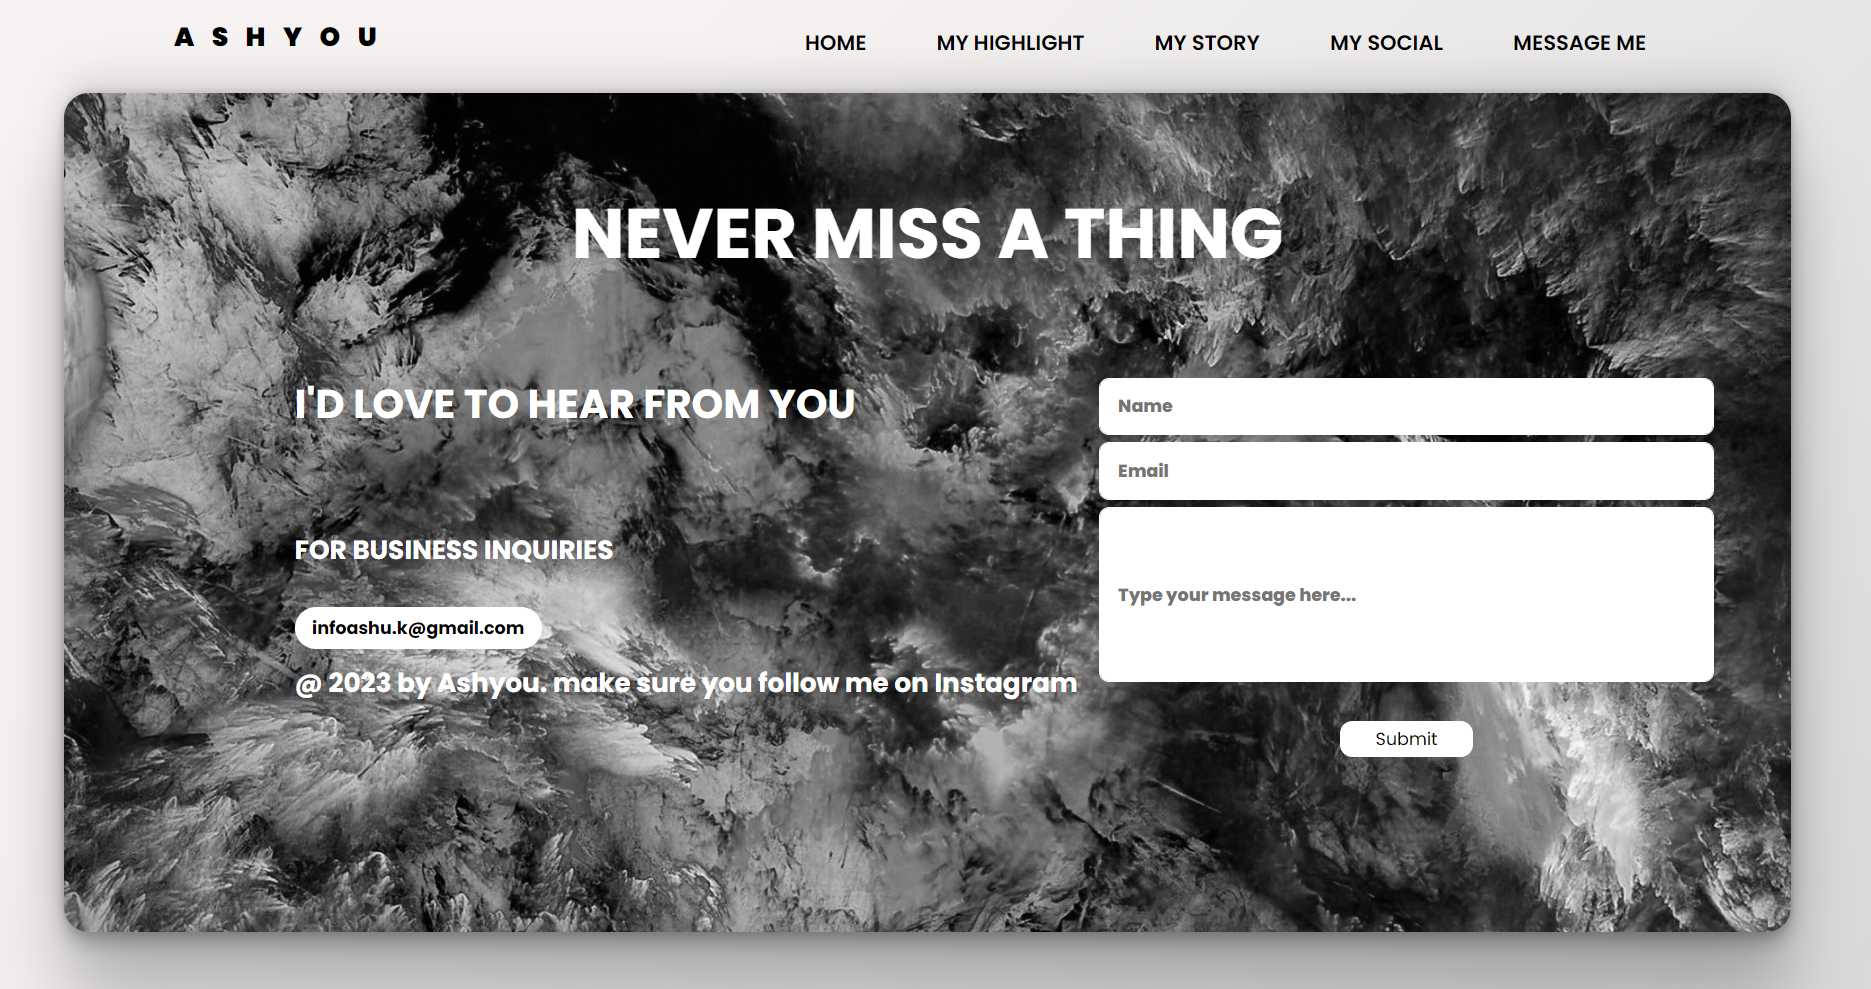 A S H Y O U
HOME MY HIGHLIGHT MY STORY MY SOCIAL MESSAGE ME
NEVER MISS A THING
I'D LOVE TO HEAR FROM YOU
FOR BUSINESS INQUIRIES
infoashu.k@gmail.com
@ 2023 by Ashyou. make sure you follow me on Instagram
Name
Email
Type your message here...
Submit